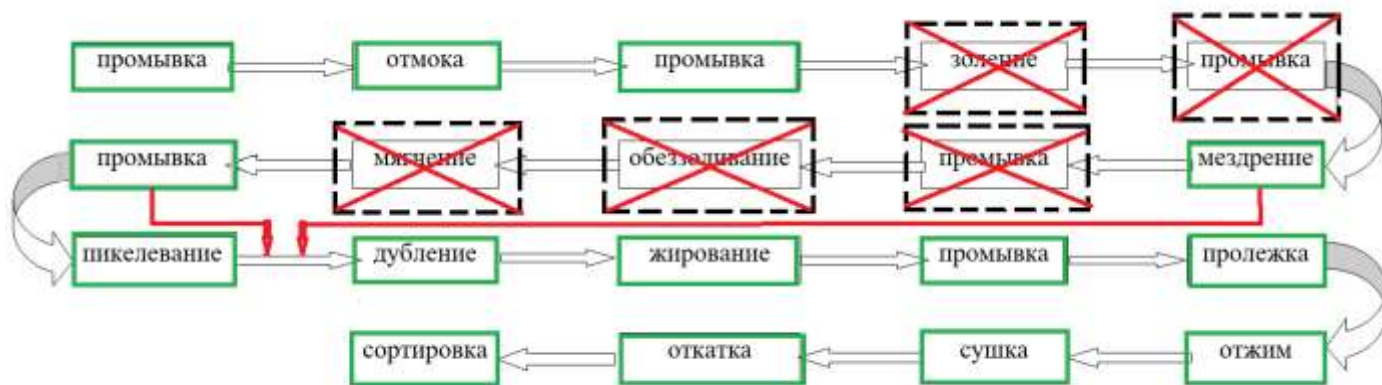 промывка отмока промывка золение промывка
промывка мягчение обеззоливание промывка мездрение
пикелевание дубление жирование промывка пролежка
сортировка откатка сушка отжим